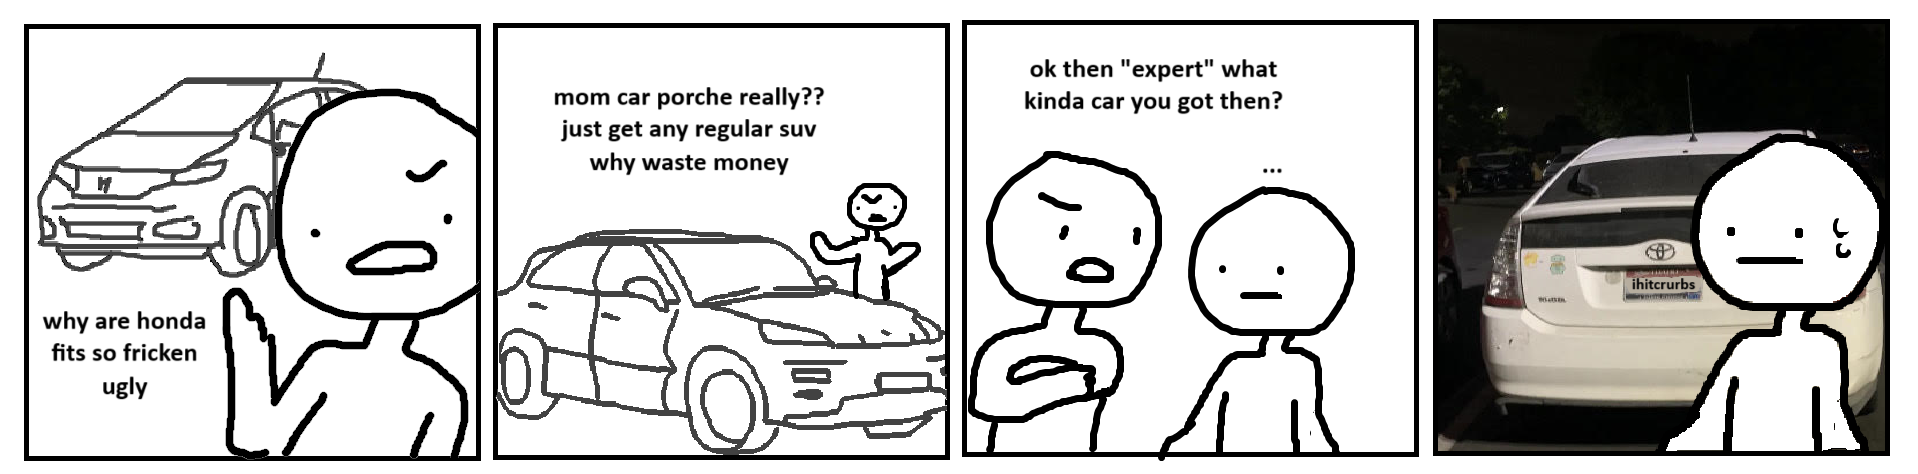 why are honda
fits so fricken
ugly
mom car porche really??
just get any regular suv
why waste money
ok then "expert" what
kinda car you got then?
...
ihitcrurbs